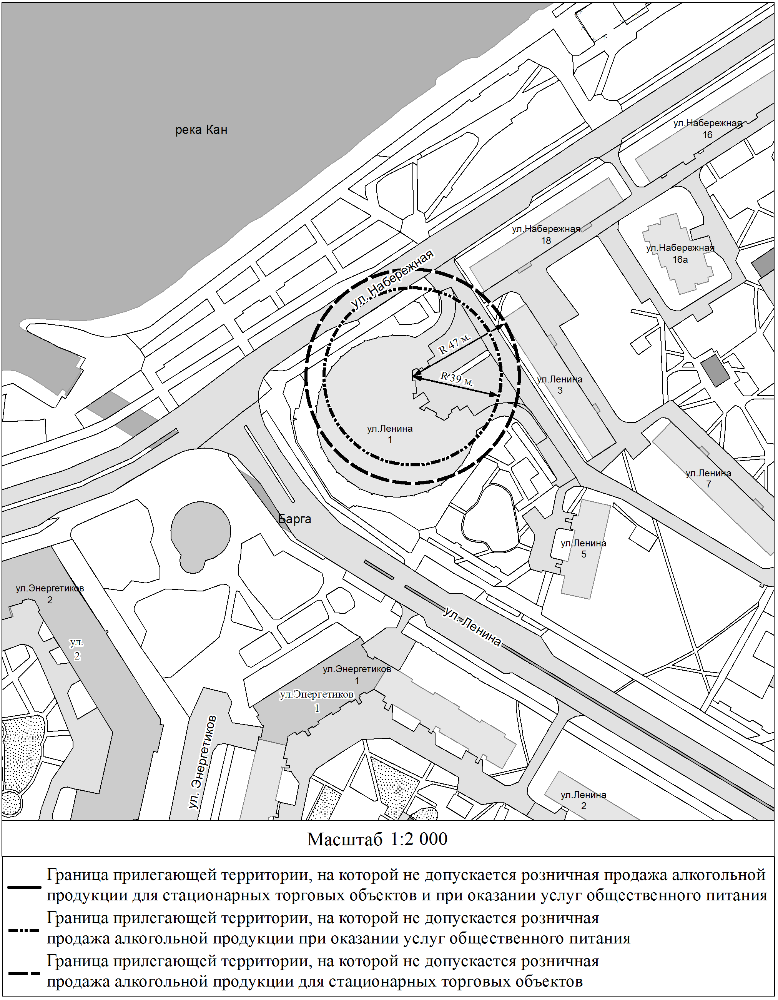 река Кан
ул.Набережная
16
ул.Набережная
18
ул.Набережная
16а
ул. Набережная
R 47 м.
R 39 м.
ул.Ленина
3
ул.Ленина
1
ул.Ленина
7
Барга
ул.Ленина
5
ул.Энергетиков
2
ул.
2
ул. Ленина
ул.Энергетиков
1
ул.Энергетиков
1
ул. Энергетиков
ул.Ленина
2
Масштаб 1:2 000
Граница прилегающей территории, на которой не допускается розничная продажа алкогольной
продукции для стационарных торговых объектов и при оказании услуг общественного питания
Граница прилегающей территории, на которой не допускается розничная
продажа алкогольной продукции при оказании услуг общественного питания
Граница прилегающей территории, на которой не допускается розничная
продажа алкогольной продукции для стационарных торговых объектов